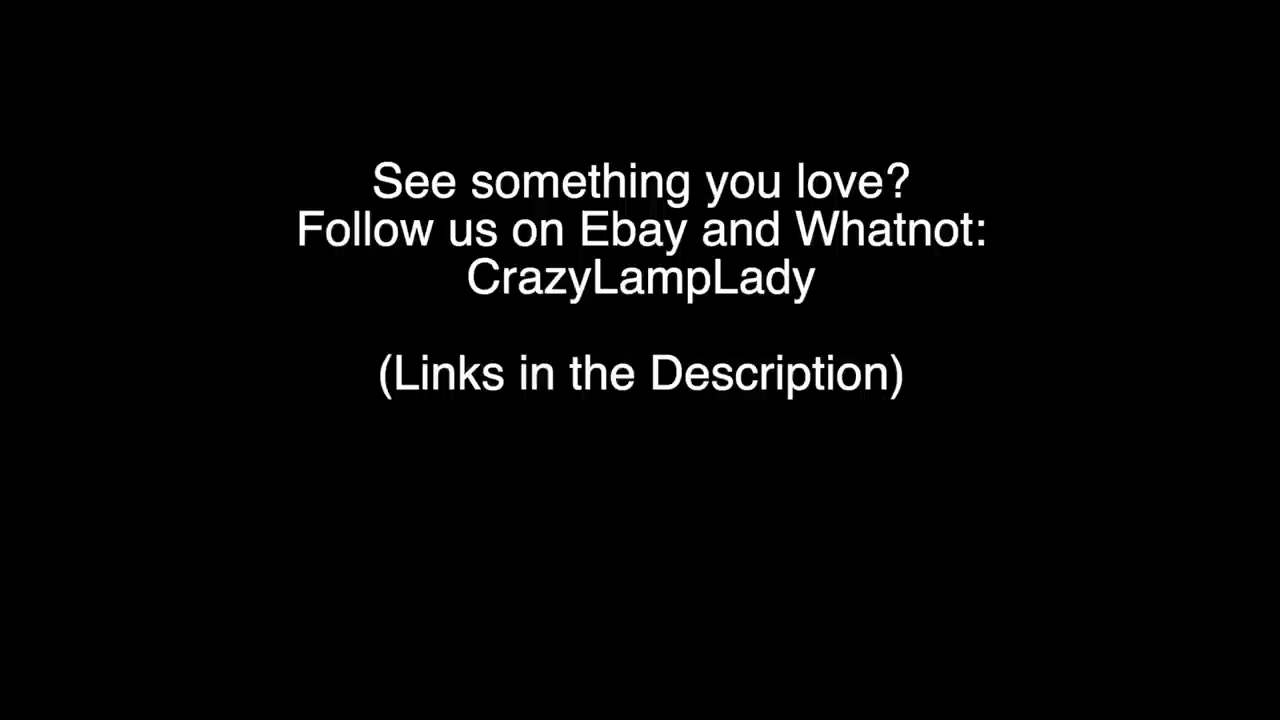 See something you love?
Follow us on Ebay and Whatnot:
CrazyLampLady
(Links in the Description)